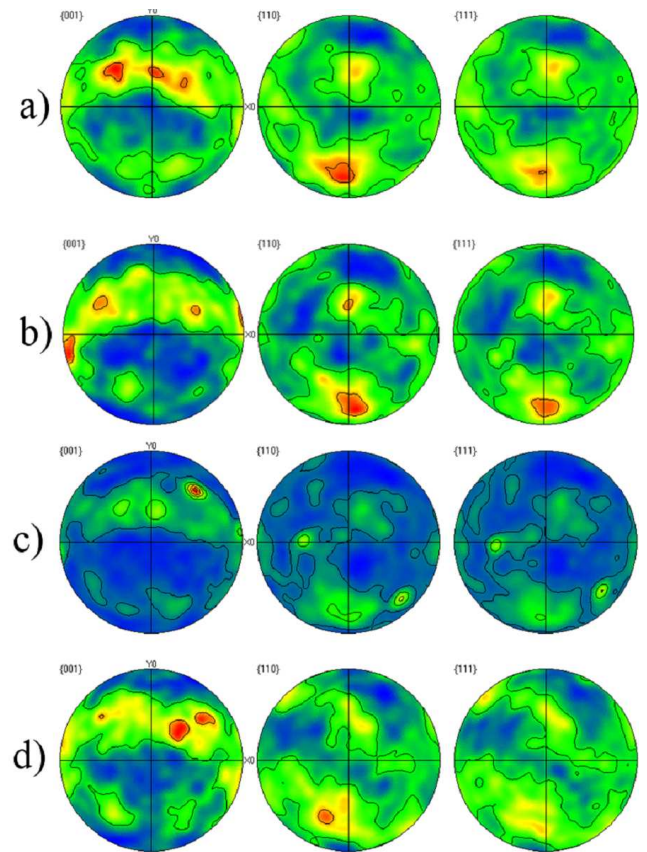 {001} Y0 {110} {111}
a) X0
{001} Y0 {110} {111}
b) X0
{001} Y0 {110} {111}
c) X0
{001} Y0 {110} {111}
d) X0